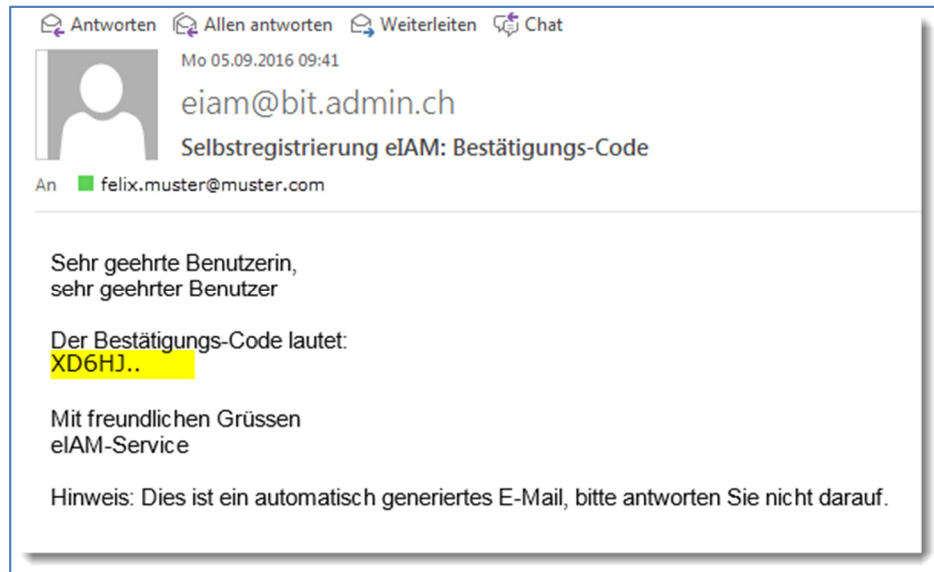 Antworten Allen antworten Weiterleiten Chat
Mo 05.09.2016 09:41
eiam@bit.admin.ch
Selbstregistrierung eIAM: Bestätigungs-Code
An felix.muster@muster.com
Sehr geehrte Benutzerin,
sehr geehrter Benutzer
Der Bestätigungs-Code lautet:
XD6HJ..
Mit freundlichen Grüssen
eIAM-Service
Hinweis: Dies ist ein automatisch generiertes E-Mail, bitte antworten Sie nicht darauf.